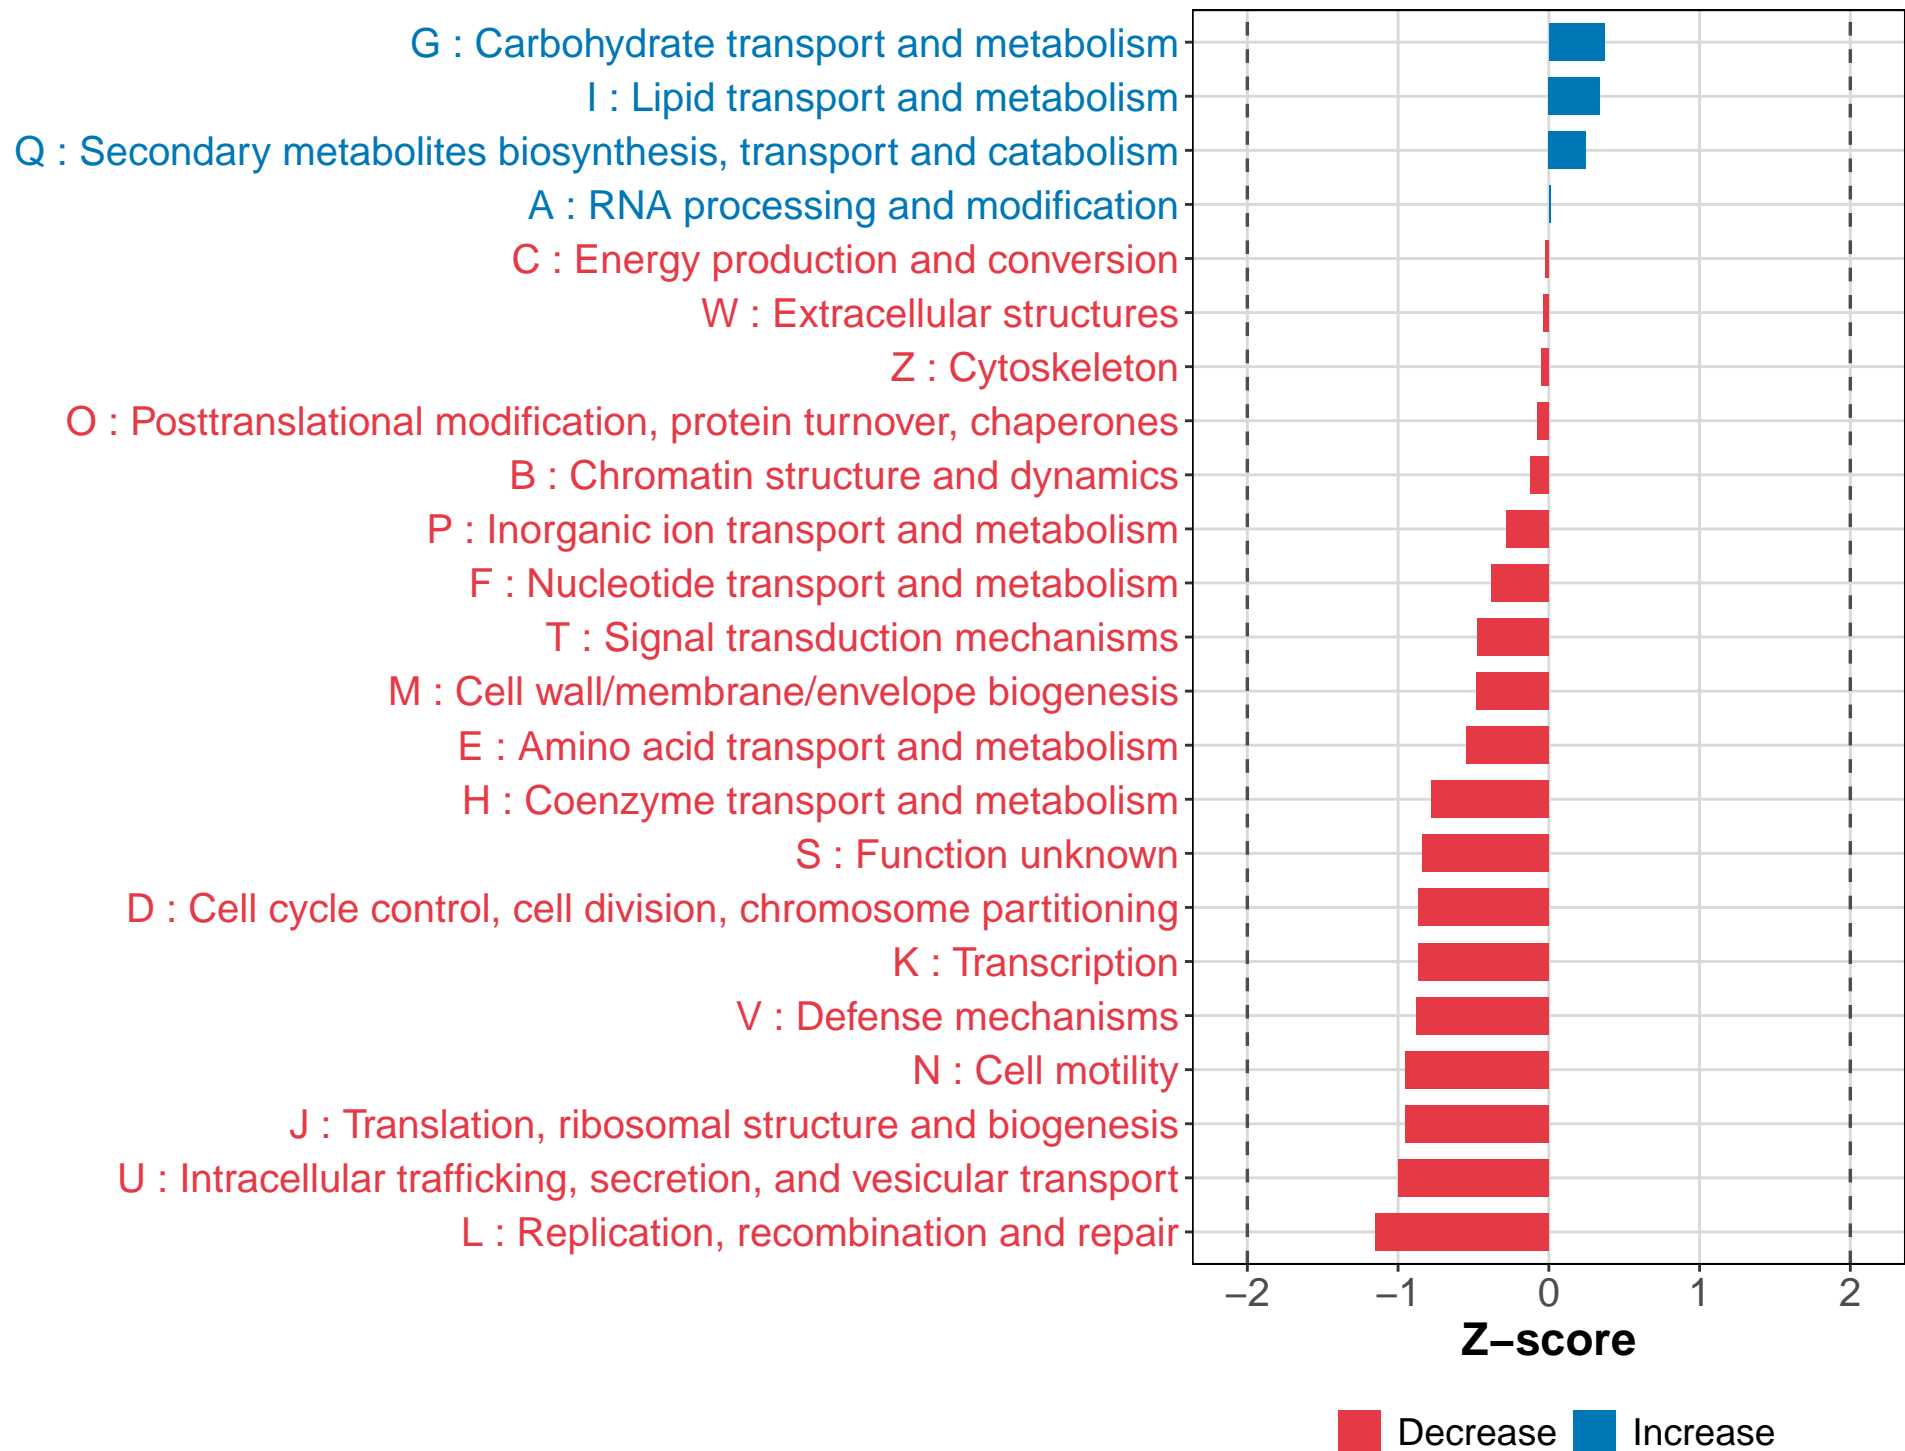 G : Carbohydrate transport and metabolism
I : Lipid transport and metabolism
Q : Secondary metabolites biosynthesis, transport and catabolism
A : RNA processing and modification
C : Energy production and conversion
W : Extracellular structures
Z : Cytoskeleton
O : Posttranslational modification, protein turnover, chaperones
B : Chromatin structure and dynamics
P : Inorganic ion transport and metabolism
F : Nucleotide transport and metabolism
T : Signal transduction mechanisms
M : Cell wall/membrane/envelope biogenesis
E : Amino acid transport and metabolism
H : Coenzyme transport and metabolism
S : Function unknown
D : Cell cycle control, cell division, chromosome partitioning
K : Transcription
V : Defense mechanisms
N : Cell motility
J : Translation, ribosomal structure and biogenesis
U : Intracellular trafficking, secretion, and vesicular transport
L : Replication, recombination and repair
−2 −1 0 1 2
Z−score
Decrease Increase